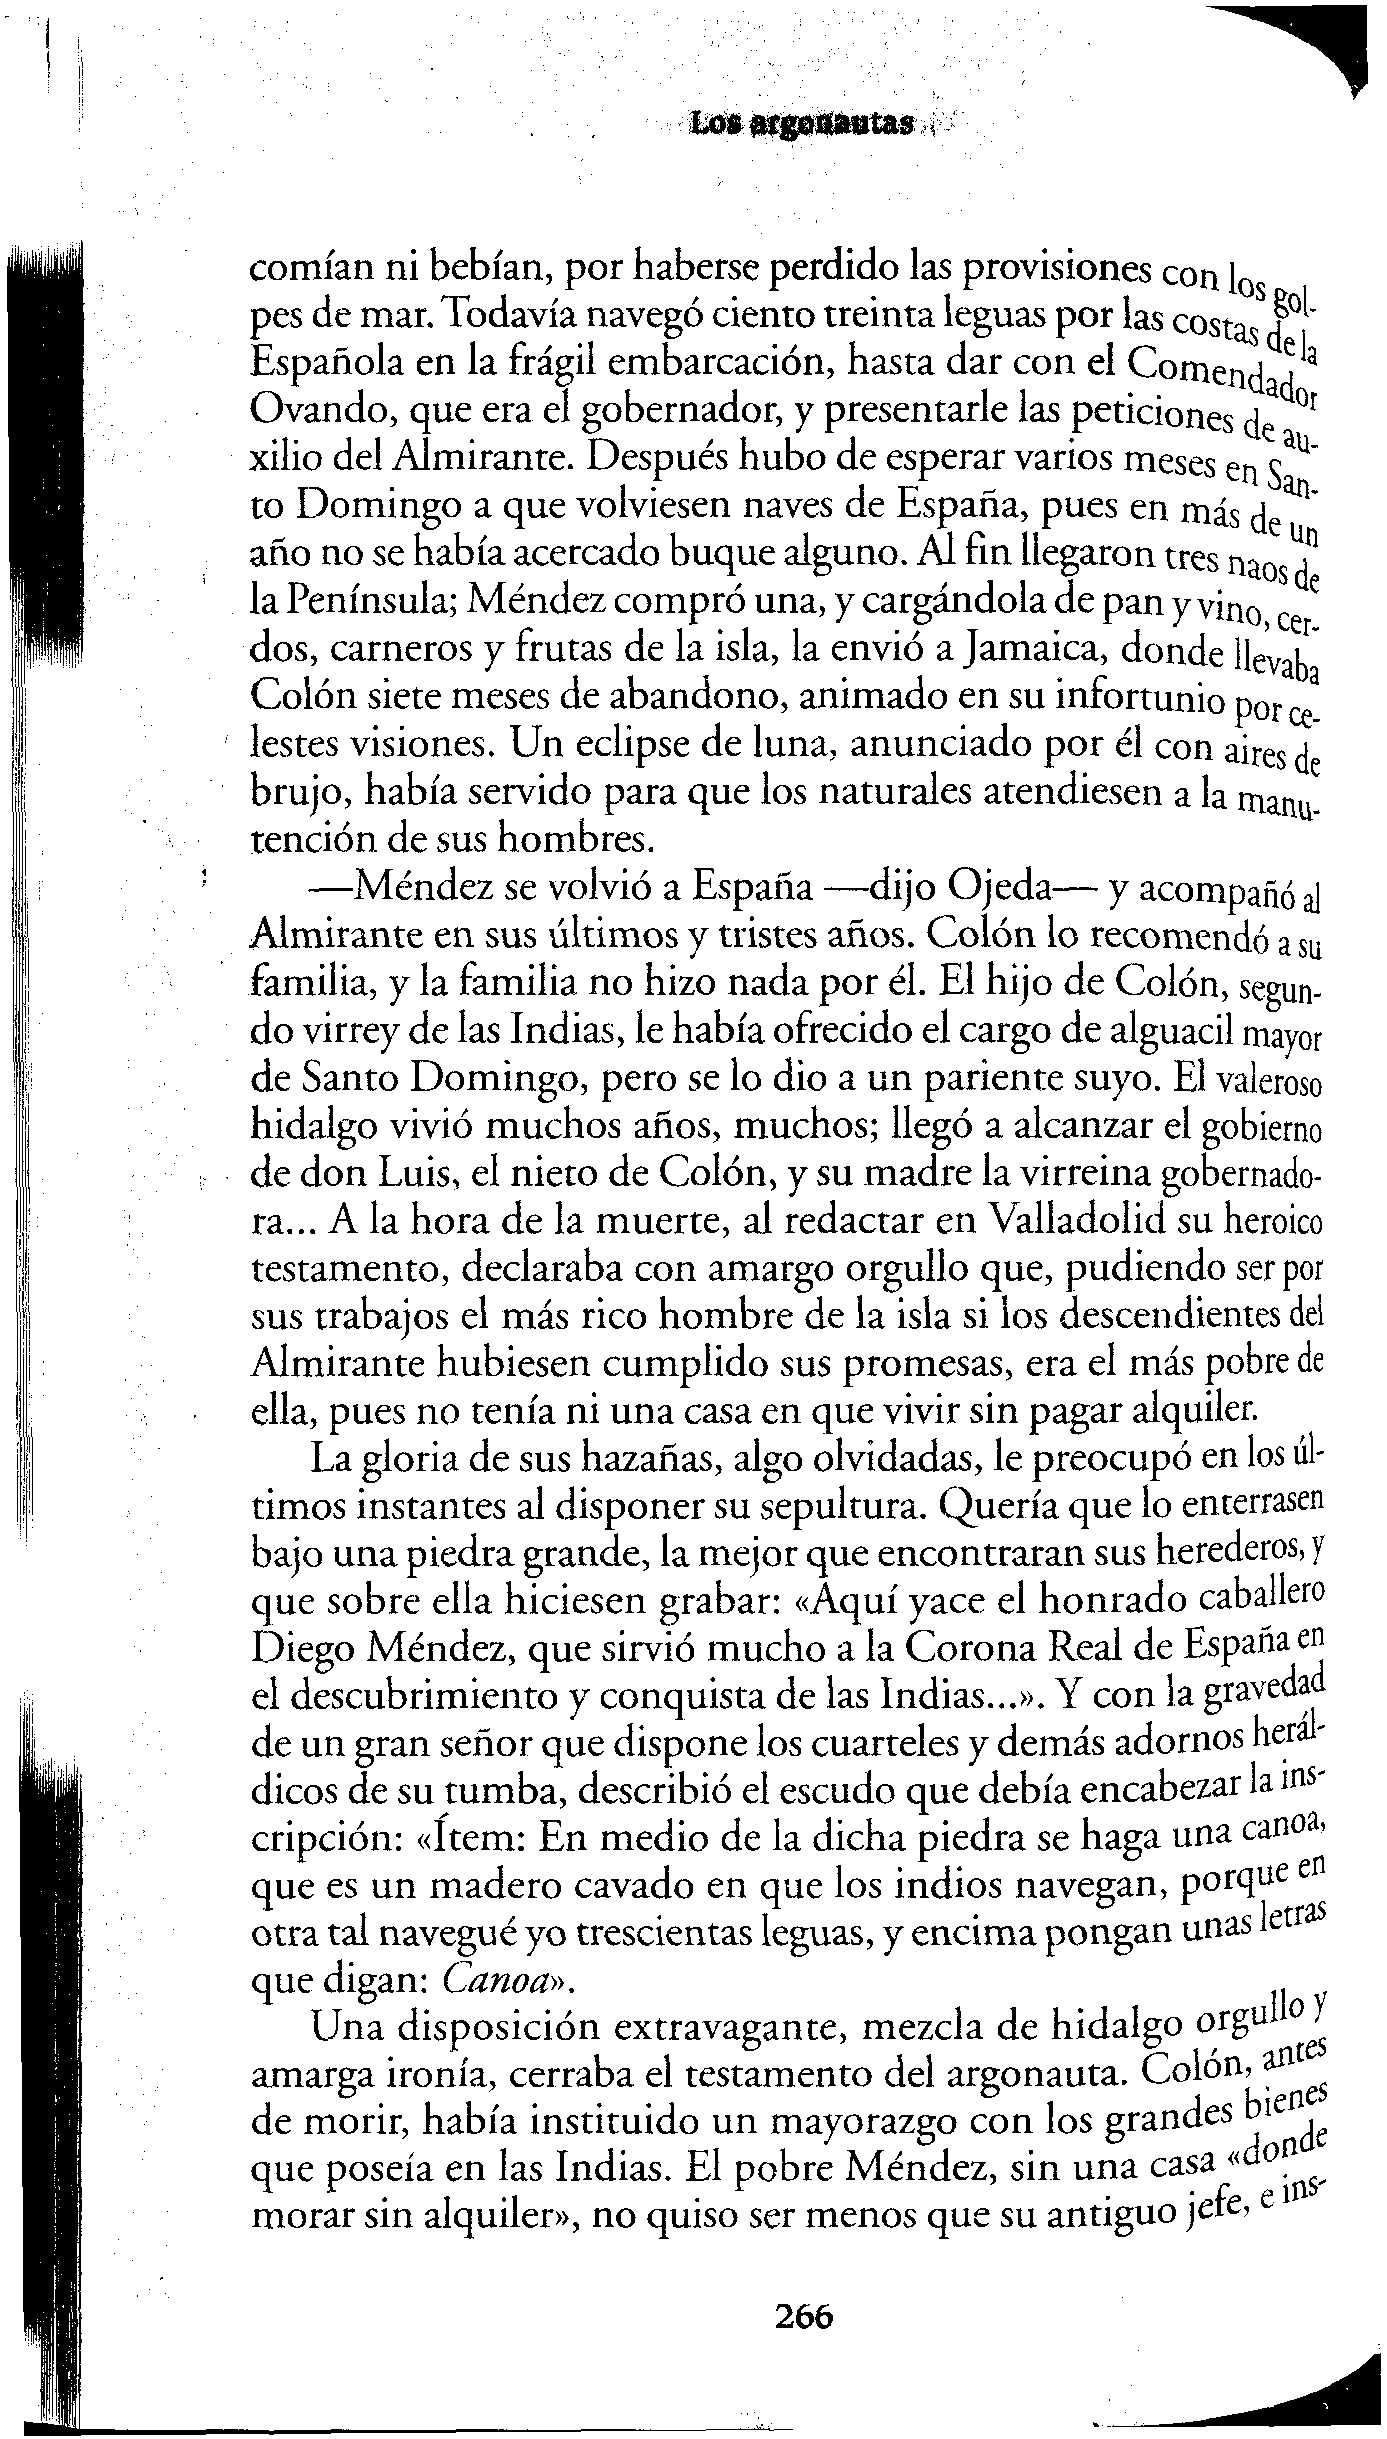 Los argonautas
comían ni bebían, por haberse perdido las provisiones con los gol-
pes de mar. Todavía navegó ciento treinta leguas por las costas de la
Española en la frágil embarcación, hasta dar con el Comendador
Ovando, que era el gobernador, y presentarle las peticiones de au-
xilio del Almirante. Después hubo de esperar varios meses en San-
to Domingo a que volviesen naves de España, pues en más de un
año no se había acercado buque alguno. Al fin llegaron tres naos de
la Península; Méndez compró una, y cargándola de pan y vino, cer-
dos, carneros y frutas de la isla, la envió a Jamaica, donde llevaba
Colón siete meses de abandono, animado en su infortunio por ce-
lestes visiones. Un eclipse de luna, anunciado por él con aires de
brujo, había servido para que los naturales atendiesen a la manu-
tención de sus hombres.
—Méndez se volvió a España —dijo Ojeda— y acompañó al
Almirante en sus últimos y tristes años. Colón lo recomendó a su
familia, y la familia no hizo nada por él. El hijo de Colón, segun-
do virrey de las Indias, le había ofrecido el cargo de alguacil mayor
de Santo Domingo, pero se lo dio a un pariente suyo. El valeroso
hidalgo vivió muchos años, muchos; llegó a alcanzar el gobierno
de don Luis, el nieto de Colón, y su madre la virreina gobernado-
ra... A la hora de la muerte, al redactar en Valladolid su heroico
testamento, declaraba con amargo orgullo que, pudiendo ser por
sus trabajos el más rico hombre de la isla si los descendientes del
Almirante hubiesen cumplido sus promesas, era el más pobre de
ella, pues no tenía ni una casa en que vivir sin pagar alquiler.
La gloria de sus hazañas, algo olvidadas, le preocupó en los úl-
timos instantes al disponer su sepultura. Quería que lo enterrasen
bajo una piedra grande, la mejor que encontraran sus herederos, y
que sobre ella hiciesen grabar: «Aquí yace el honrado caballero
Diego Méndez, que sirvió mucho a la Corona Real de España en
el descubrimiento y conquista de las Indias...». Y con la gravedad
de un gran señor que dispone los cuarteles y demás adornos herál-
dicos de su tumba, describió el escudo que debía encabezar la ins-
cripción: «Ítem: En medio de la dicha piedra se haga una canoa,
que es un madero cavado en que los indios navegan, porque en
otra tal navegué yo trescientas leguas, y encima pongan unas letras
que digan: Canoa».
Una disposición extravagante, mezcla de hidalgo orgullo y
amarga ironía, cerraba el testamento del argonauta. Colón, antes
de morir, había instituido un mayorazgo con los grandes bienes
que poseía en las Indias. El pobre Méndez, sin una casa «donde
morar sin alquiler», no quiso ser menos que su antiguo jefe, e ins-
266